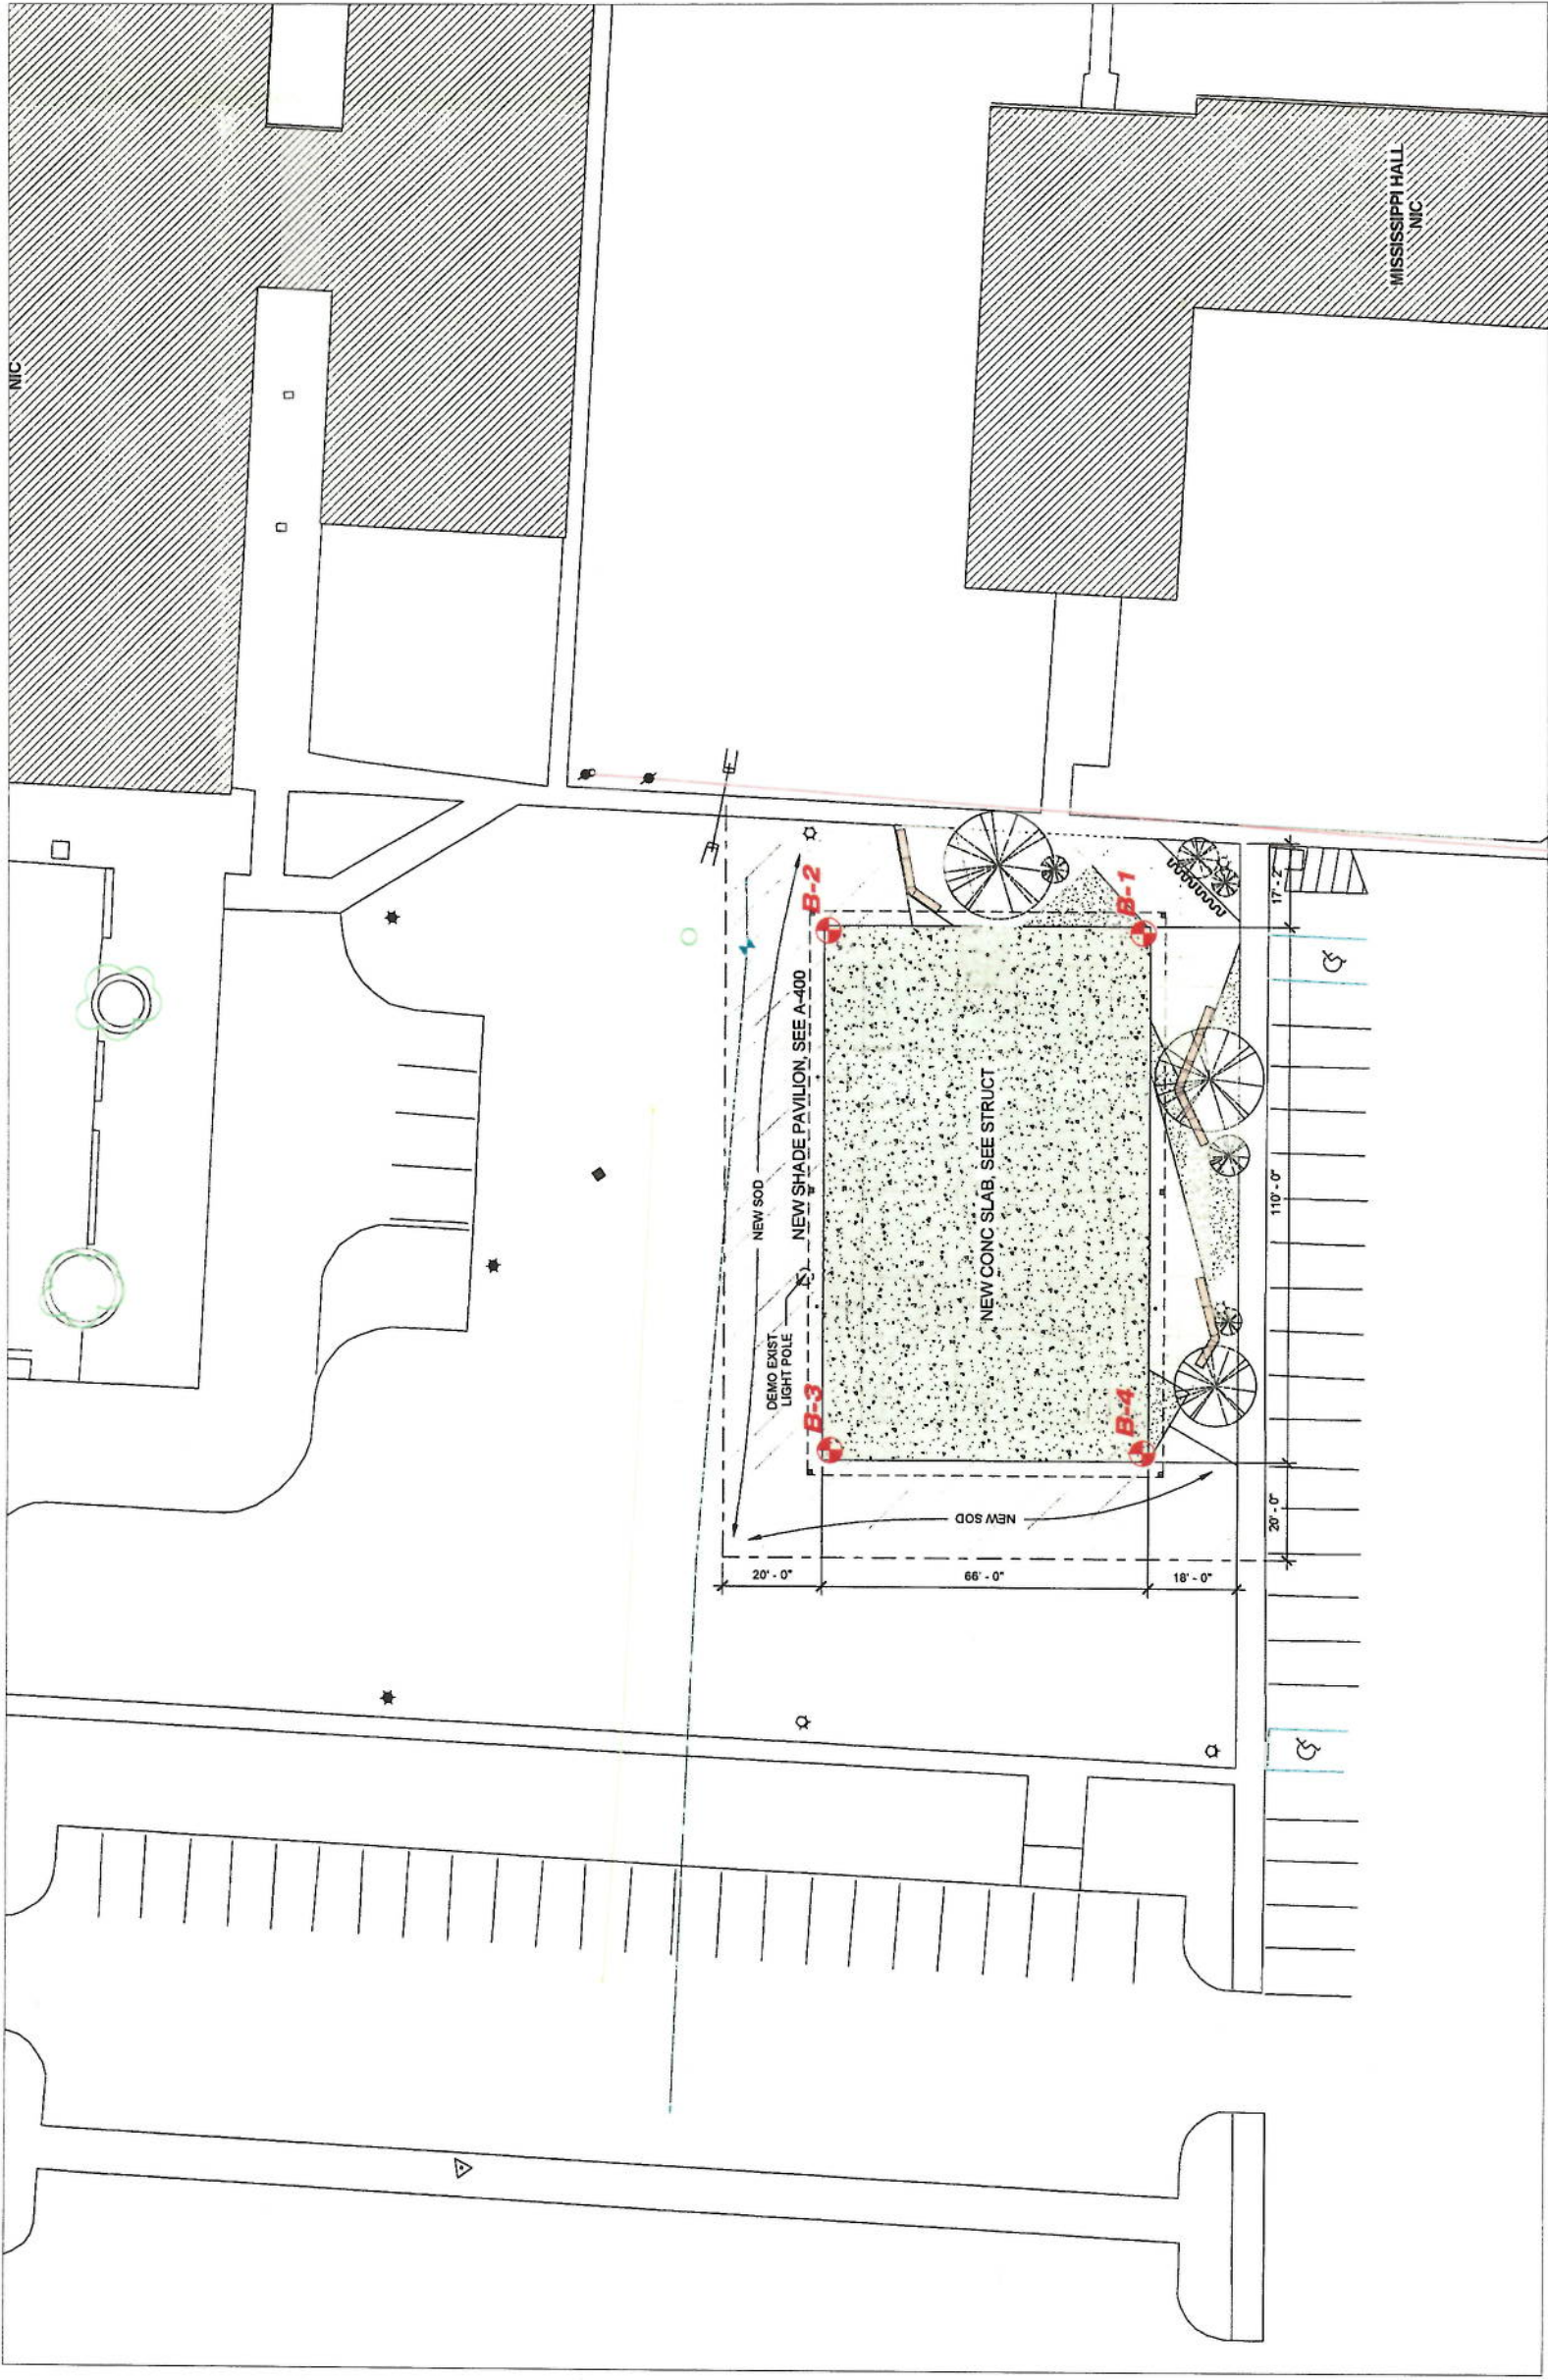 NIC
MISSISSIPPI HALL
NIC
B-2
B-1
17' - 2"
NEW SOD
NEW SHADE PAVILION, SEE A-400
NEW CONC SLAB, SEE STRUCT
110' - 0"
DEMO EXIST
LIGHT POLE
B-3
B-4
NEW SOD
20' - 0"
20' - 0"
66' - 0"
18' - 0"